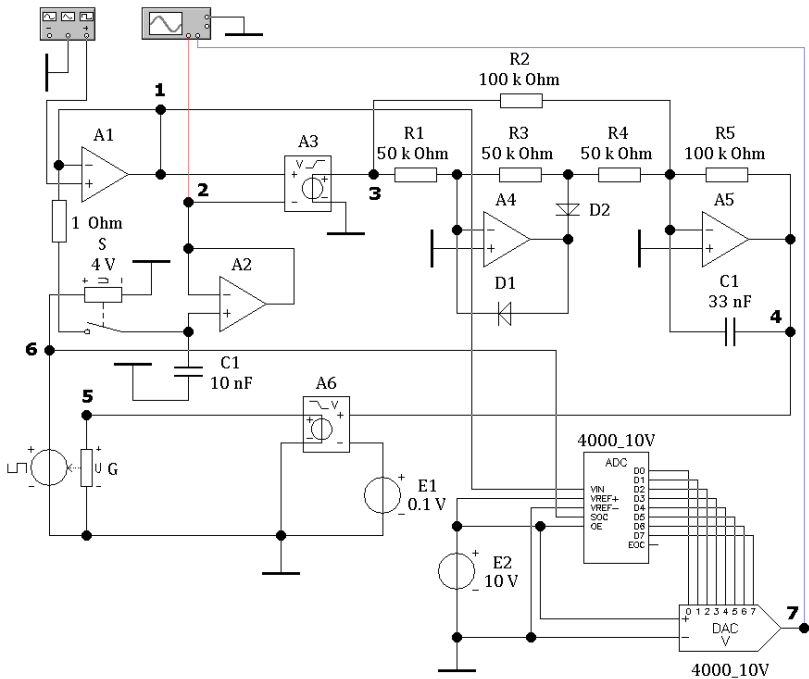 R2
100 k Ohm
1
A1
A3
V
R1
50 k Ohm
R3
50 k Ohm
R4
50 k Ohm
R5
100 k Ohm
2
3
A4
A5
D2
1 Ohm
S
4 V
A2
D1
C1
33 nF
4
6
C1
10 nF
A6
V
5
G
4000_10V
ADC
E1
0.1 V
VIN
VREF+
VREF-
SOC
OE
D0
D1
D2
D3
D4
D5
D6
D7
EOC
E2
10 V
0 1 2 3 4 5 6 7
7
DAC
V
4000_10V